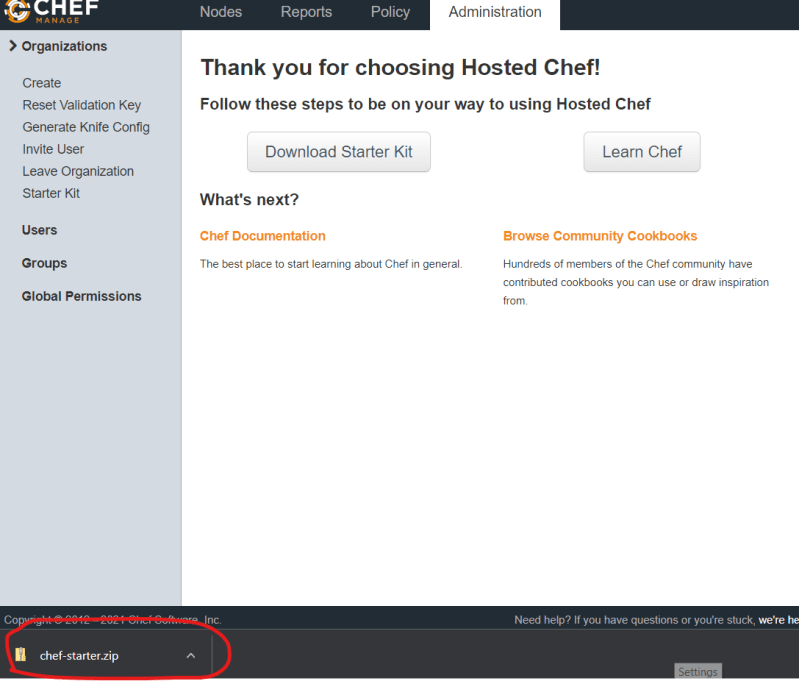 CHEF
MANAGE
Nodes Reports Policy Administration
Organizations
Create
Reset Validation Key
Generate Knife Config
Invite User
Leave Organization
Starter Kit
Users
Groups
Global Permissions
Thank you for choosing Hosted Chef!
Follow these steps to be on your way to using Hosted Chef
Download Starter Kit Learn Chef
What's next?
Chef Documentation
The best place to start learning about Chef in general.
Browse Community Cookbooks
Hundreds of members of the Chef community have
contributed cookbooks you can use or draw inspiration
from.
Copyright © 2012 – 2021 Chef Software, Inc.
Need help? If you have questions or you're stuck, we're he
chef-starter.zip
Settings